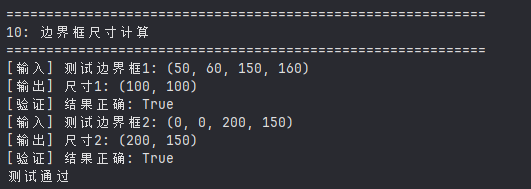 ============================================================
10: 边界框尺寸计算
============================================================
[输入] 测试边界框1: (50, 60, 150, 160)
[输出] 尺寸1: (100, 100)
[验证] 结果正确: True
[输入] 测试边界框2: (0, 0, 200, 150)
[输出] 尺寸2: (200, 150)
[验证] 结果正确: True
测试通过